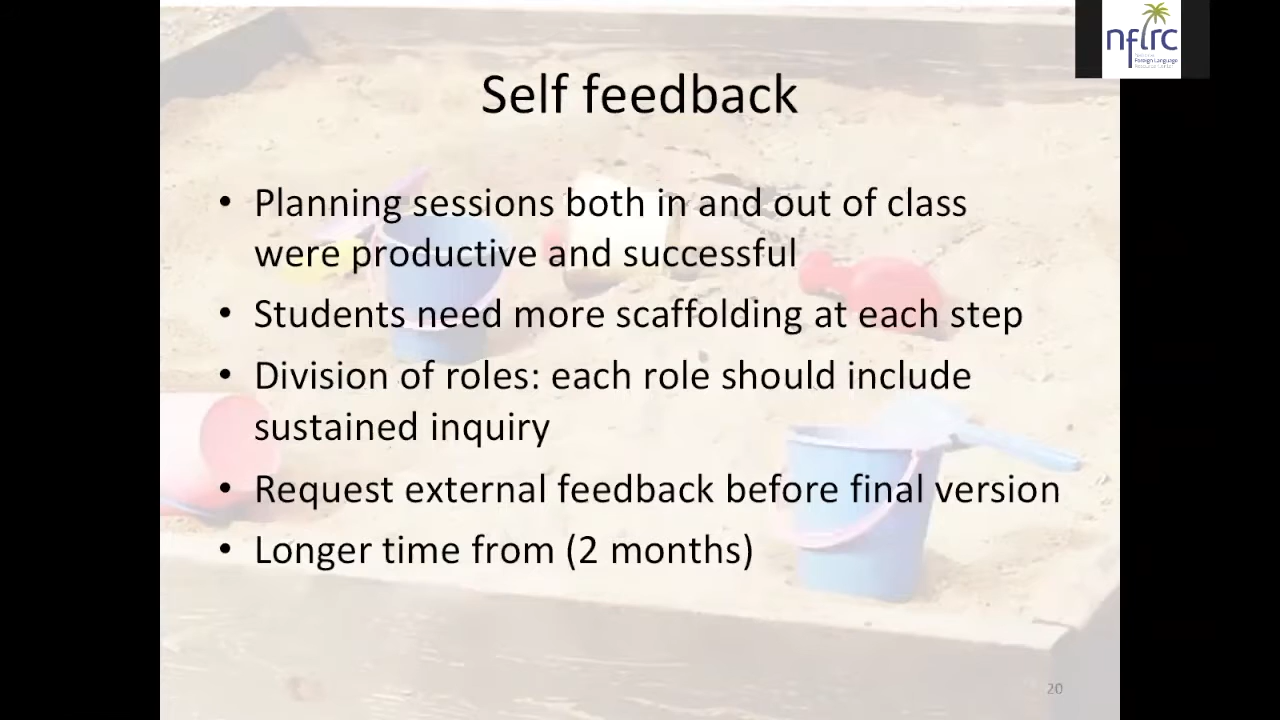 nflrc
Foreign Language
Self feedback
• Planning sessions both in and out of class
were productive and successful
• Students need more scaffolding at each step
• Division of roles: each role should include
sustained inquiry
• Request external feedback before final version
• Longer time from (2 months)
20